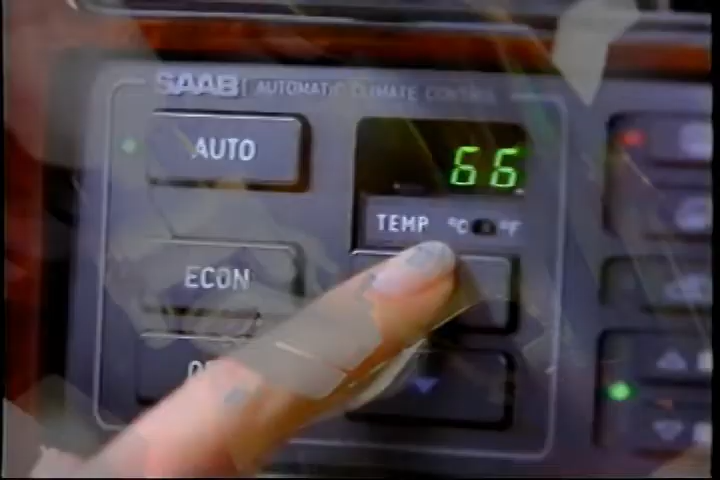 SAAB AUTOMATIC CLIMATE CONTROL
AUTO
66
TEMP °C °F
ECON